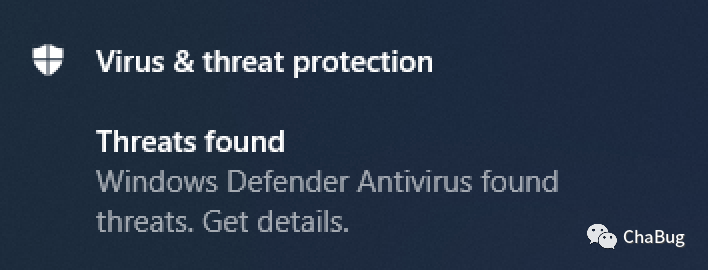 Virus & threat protection
Threats found
Windows Defender Antivirus found
threats. Get details.
ChaBug